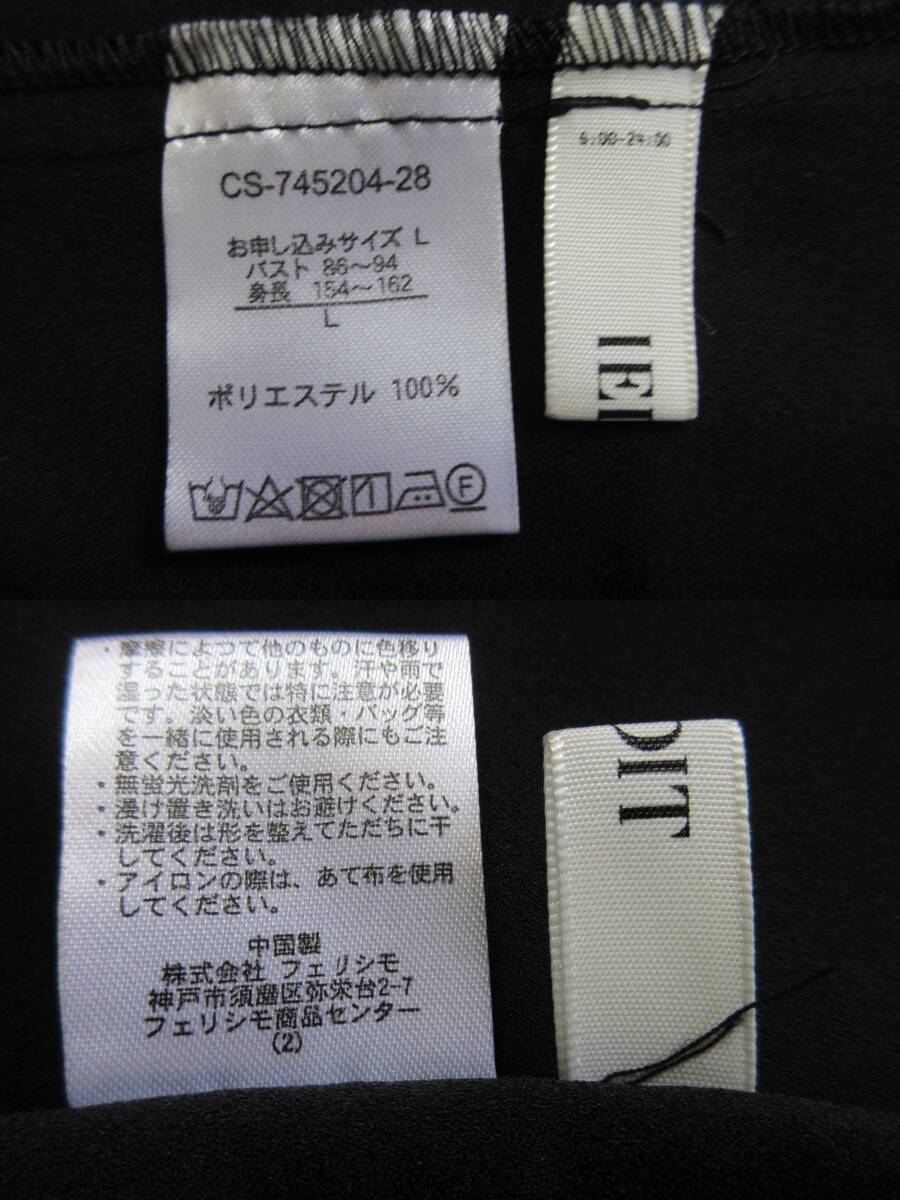 CS-745204-28
お申し込みサイズ L
バスト 86～94
身長 154～162
L
ポリエステル 100%
F
6:00-24:00
IED
・摩擦によって他のものに色移り
することがあります。汗や雨で
湿った状態では特に注意が必要
です。淡い色の衣類・バッグ等
を一緒に使用される際にもご注
意ください。
・無蛍光洗剤をご使用ください。
・浸け置き洗いはお避けください。
・洗濯後は形を整えてただちに干
してください。
・アイロンの際は、あて布を使用
してください。
中国製
株式会社 フェリシモ
神戸市須磨区弥栄台2-7
フェリシモ商品センター
(2)
DIT